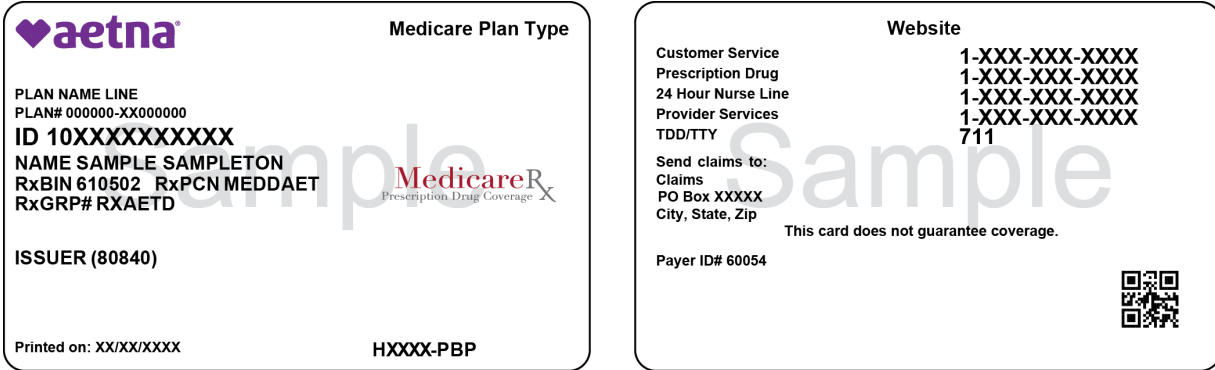 aetna®
Medicare Plan Type
PLAN NAME LINE
PLAN# 000000-XX000000
ID 10XXXXXXXXXX
NAME SAMPLE SAMPLETON
RxBIN 610502 RxPCN MEDDAET
RxGRP# RXAETD
MedicareRx
Prescription Drug Coverage
Sample
ISSUER (80840)
Printed on: XX/XX/XXXX
HXXXX-PBP
Website
Customer Service 1-XXX-XXX-XXXX
Prescription Drug 1-XXX-XXX-XXXX
24 Hour Nurse Line 1-XXX-XXX-XXXX
Provider Services 1-XXX-XXX-XXXX
TDD/TTY 711
Sample
Send claims to:
Claims
PO Box XXXXX
City, State, Zip
This card does not guarantee coverage.
Payer ID# 60054